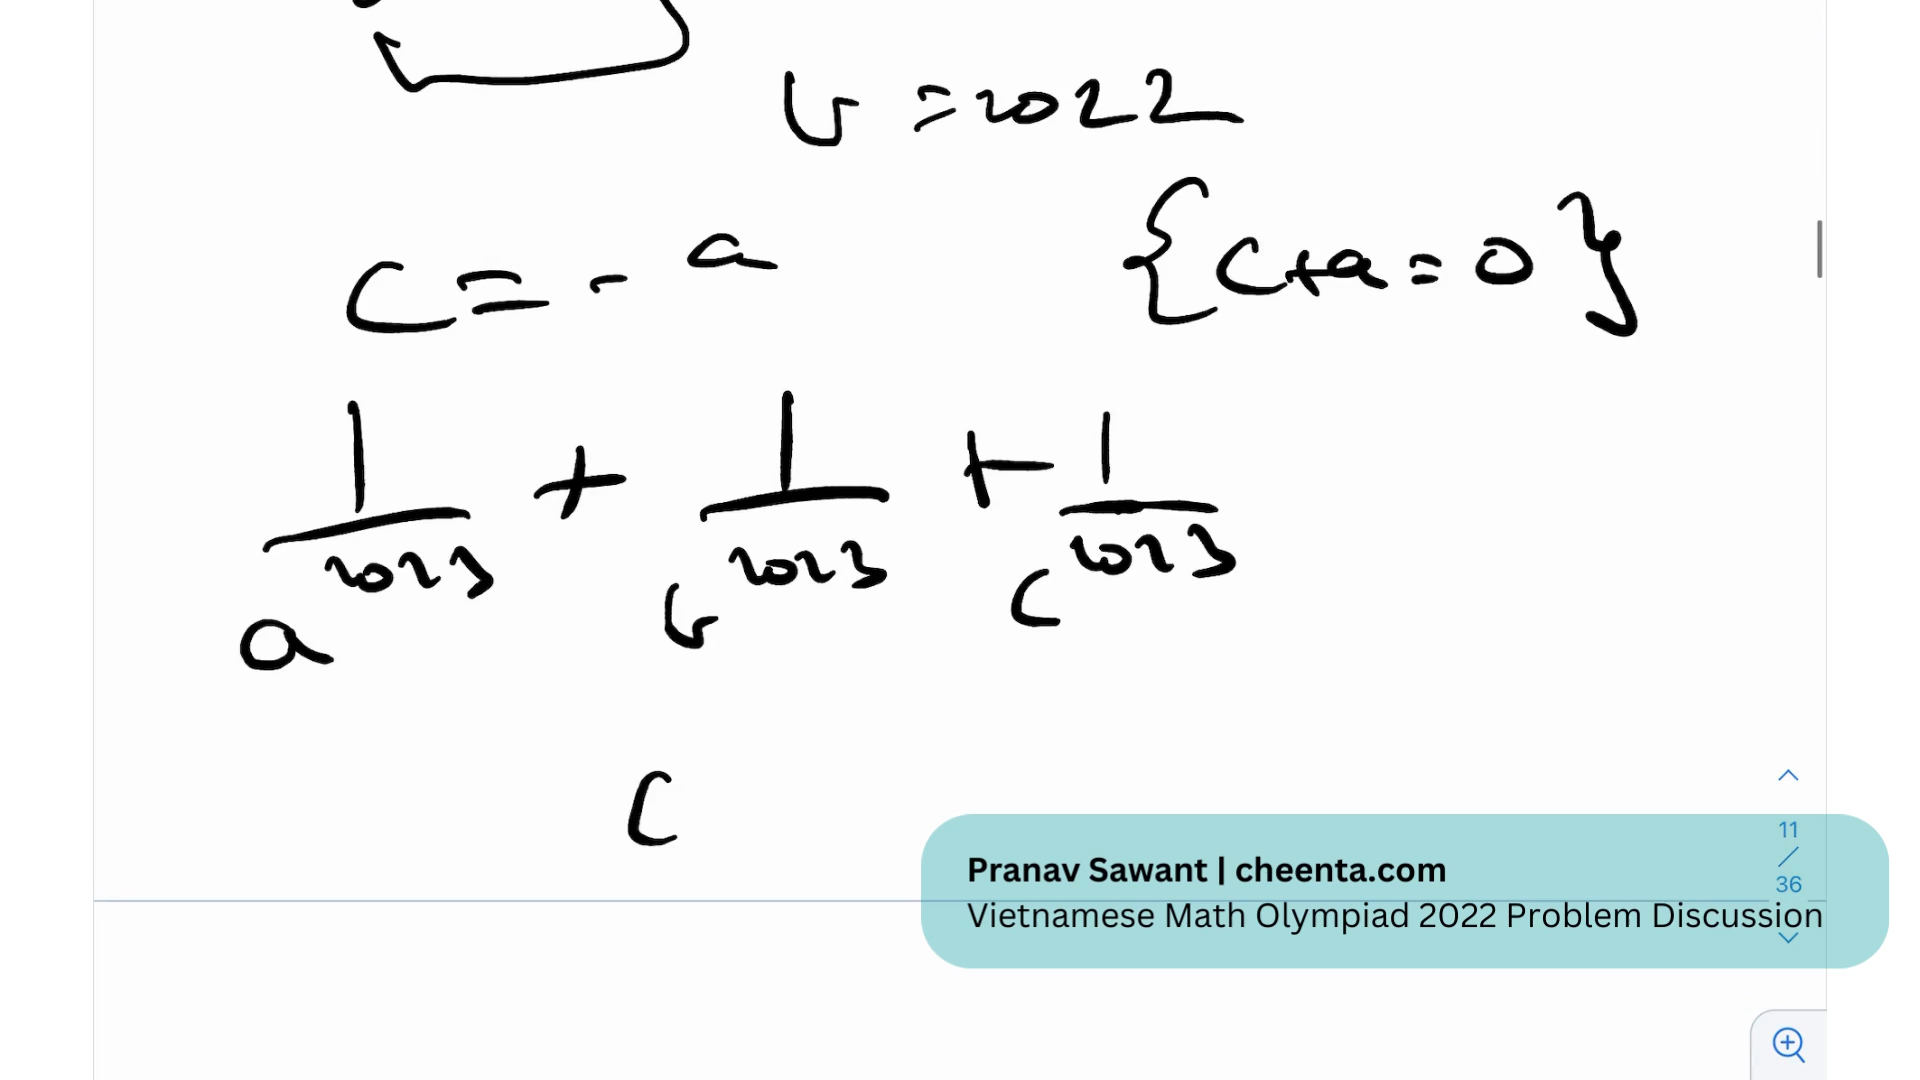 b = 2022
c = - a {c+a=0}
1/a^2023 + 1/b^2023 + 1/c^2023
c
11
/
36
Pranav Sawant | cheenta.com
Vietnamese Math Olympiad 2022 Problem Discussion